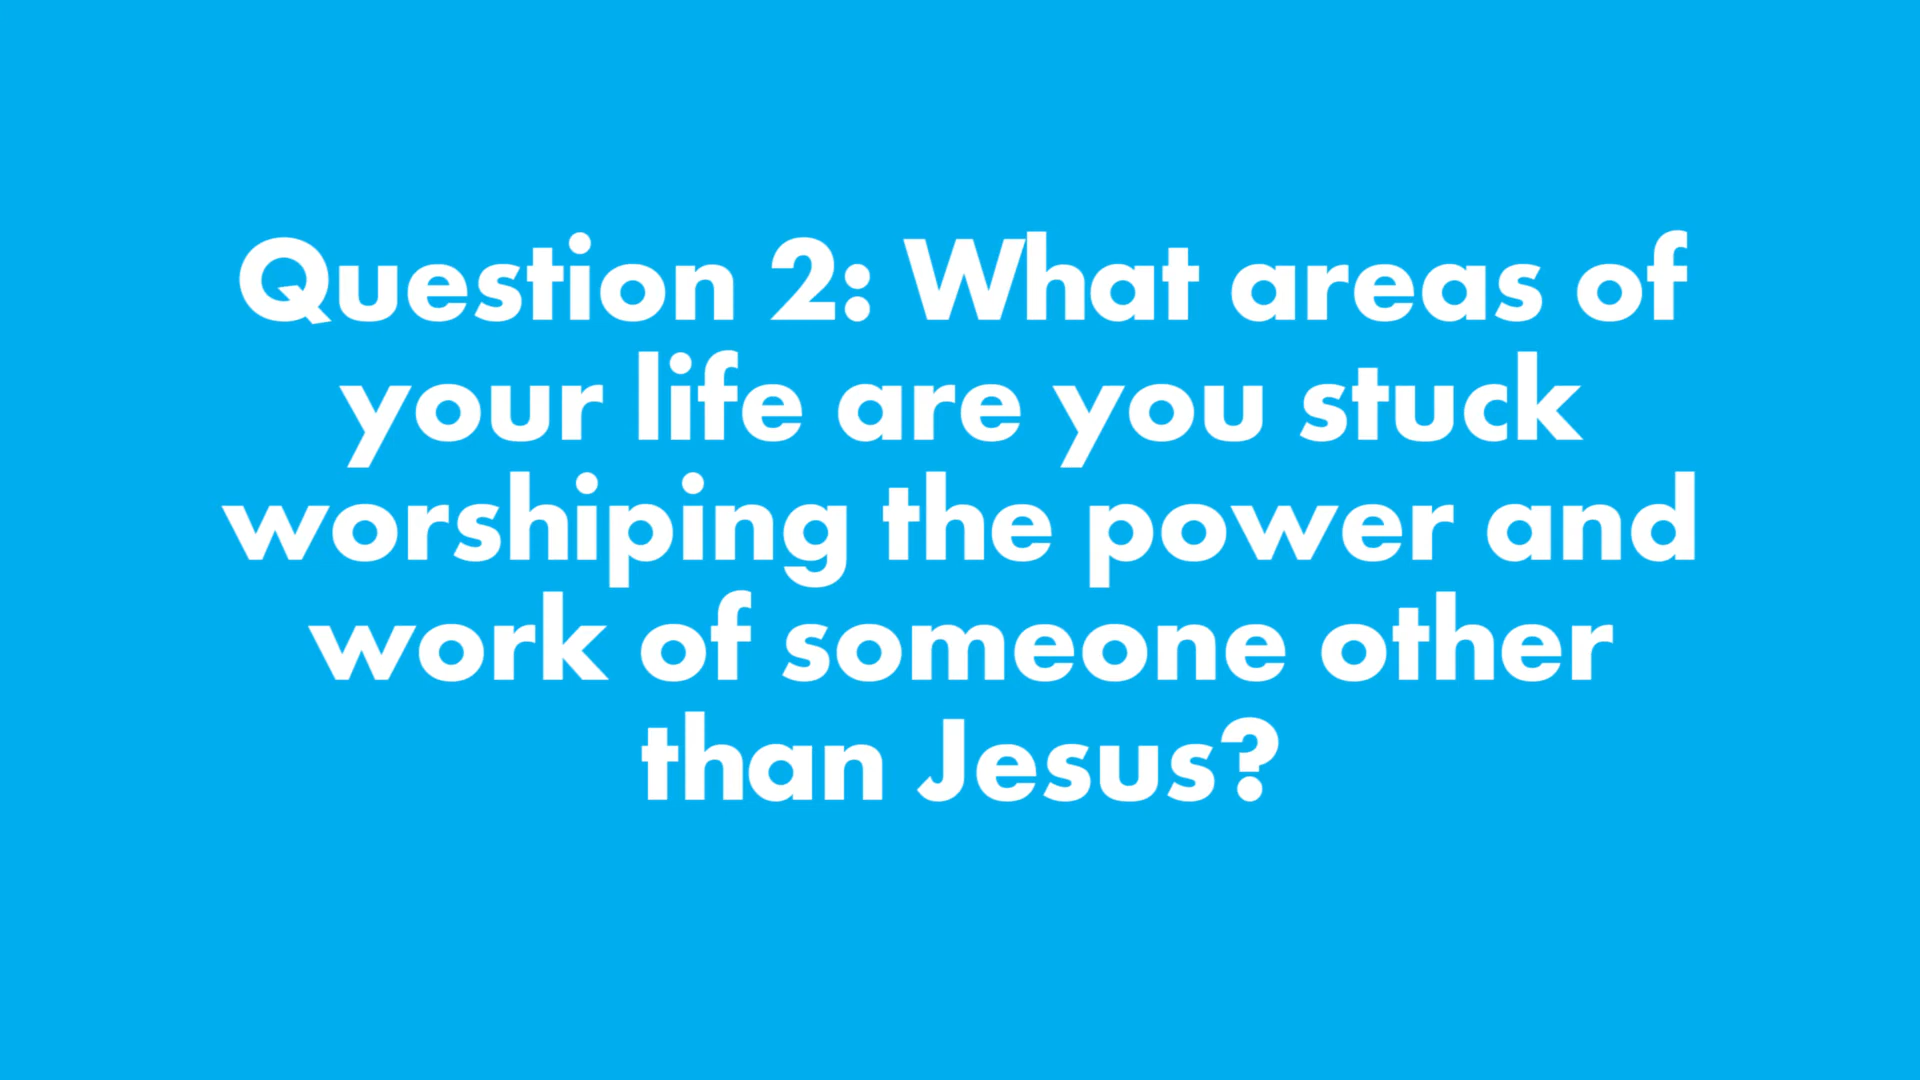 Question 2: What areas of
your life are you stuck
worshiping the power and
work of someone other
than Jesus?